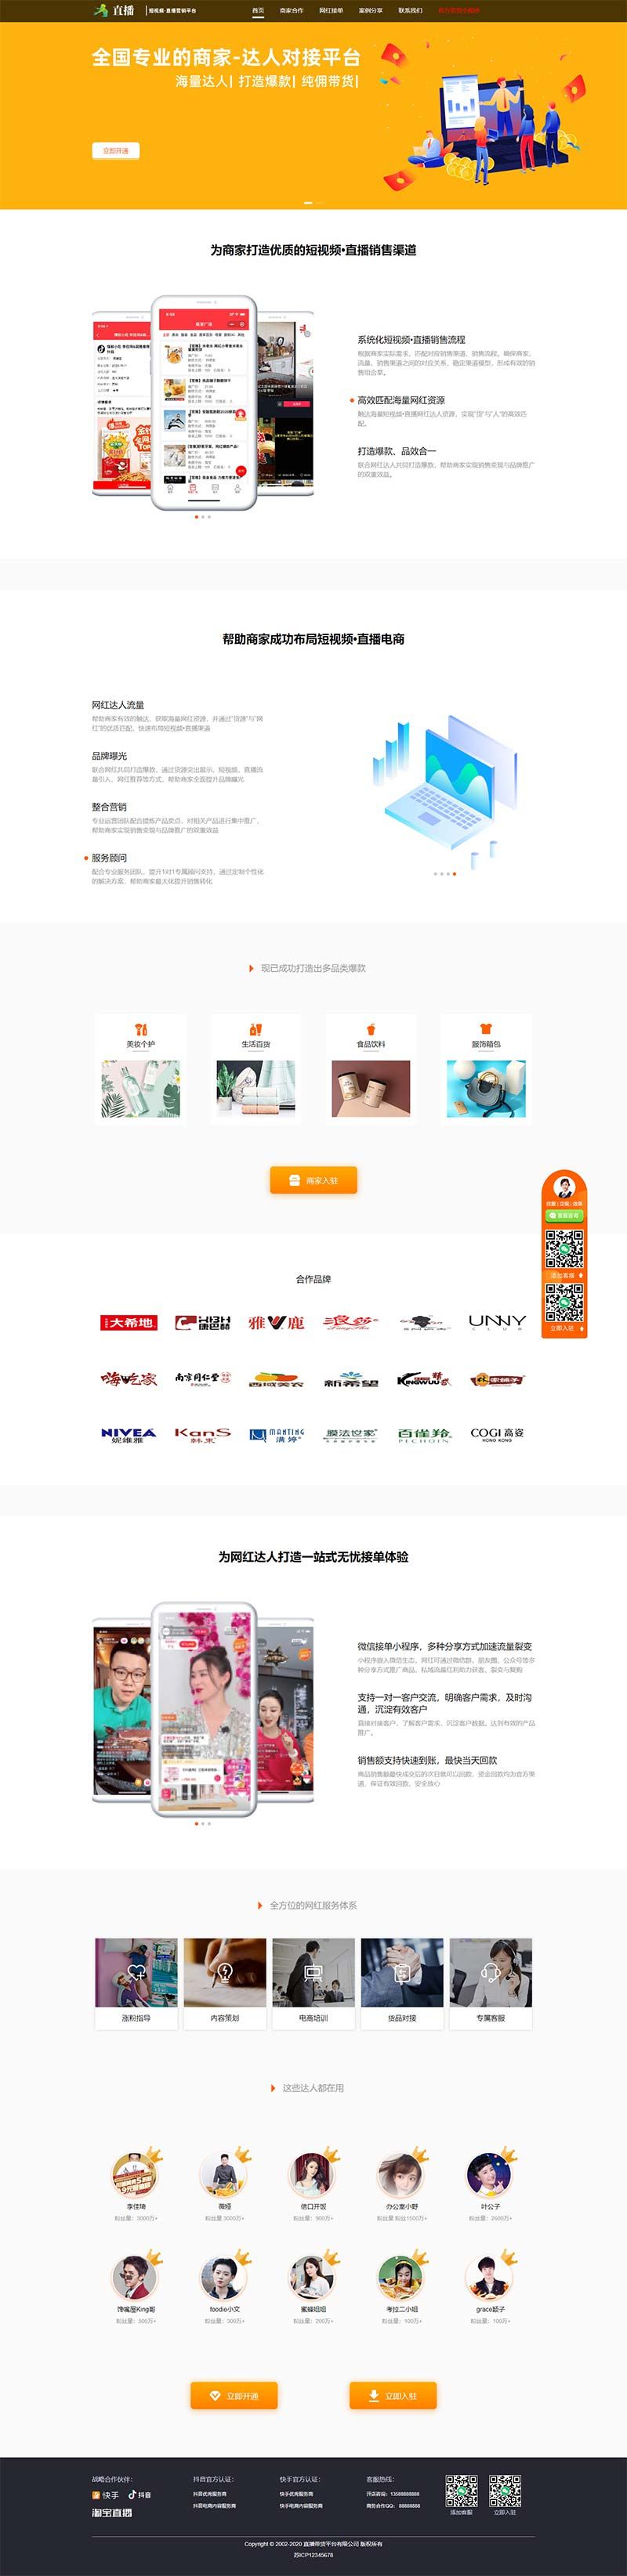 直播
短视频·直播营销平台
首页
商家合作
网红接单
案例分享
联系我们
全国专业的商家-达人对接平台
海量达人| 打造爆款| 纯佣带货|
立即开通
为商家打造优质的短视频•直播销售渠道
系统化短视频•直播销售流程
根据商家实际需求，匹配对应销售渠道、销售流程。确保商家、
流量、销售渠道之间的对应关系，稳定渠道模型，形成有效的销
售组合拳。
高效匹配海量网红资源
触达海量短视频•直播网红达人资源，实现"货"与"人"的高效匹
配。
打造爆款，品效合一
联合网红达人共同打造爆款，帮助商家实现销售变现与品牌推广
的双重效益。
帮助商家成功布局短视频•直播电商
网红达人流量
帮助商家有效的触达、获取海量网红资源，并通过"货源"与"网
红"的优质匹配，快速布局短视频•直播渠道
品牌曝光
联合网红共同打造爆款，通过货源突出展示、短视频、直播流
量引入、网红推荐等方式，帮助商家全面提升品牌曝光
整合营销
专业运营团队配合提炼产品卖点，对相关产品进行集中推广，
帮助商家实现销售变现与品牌推广的双重效益
服务顾问
配合专业服务团队，提升1对1专属顾问支持，通过定制个性化
的解决方案，帮助商家最大化提升销售转化
现已成功打造出多品类爆款
美妆个护
生活百货
食品饮料
服饰箱包
商家入驻
添加客服
立即入驻
合作品牌
大希地
康巴赫
雅鹿
浪莎
UNNY
CLUB
嗨吃家
南京同仁堂
西域美农
新希望
KINGWUU
林家铺子
NIVEA
妮维雅
KanS
韩束
MANTING
满婷
膜法世家
百雀羚
PECHOIN
COGI高姿
HONG KONG
为网红达人打造一站式无忧接单体验
微信接单小程序，多种分享方式加速流量裂变
小程序嵌入微信生态，网红可通过微信群、朋友圈、公众号等多
种分享方式推广商品，私域流量红利助力获客、裂变与复购
支持一对一客户交流，明确客户需求，及时沟
通，沉淀有效客户
直接对接客户，了解客户需求，沉淀客户数据。达到有效的产品
推广。
销售额支持快速到账，最快当天回款
商品销售额最快成交后的次日就可以回款，资金回款均为官方渠
道，保证有效回款，安全放心
全方位的网红服务体系
涨粉指导
内容策划
电商培训
货品对接
专属客服
这些达人都在用
李佳琦
粉丝量：3000万+
薇娅
粉丝量 3000万+
信口开饭
粉丝量：900万+
办公室小野
粉丝量 粉丝1100万+
叶公子
粉丝量：2600万+
馋嘴屋King哥
粉丝量：500万+
foodie小文
粉丝量：300万+
蜜蜂姐姐
粉丝量：200万+
考拉二小姐
粉丝量：100万+
grace颖子
粉丝量：100万+
立即开通
立即入驻
战略合作伙伴：
快手
抖音
淘宝直播
抖音官方认证：
抖音优秀服务商
抖音电商内容服务商
快手官方认证：
快手优秀服务商
快手电商内容服务商
客服热线：
开店咨询：13588888888
商务合作QQ：88888888
添加客服
立即入驻
Copyright © 2002-2020 直播带货平台有限公司 版权所有
苏ICP12345678